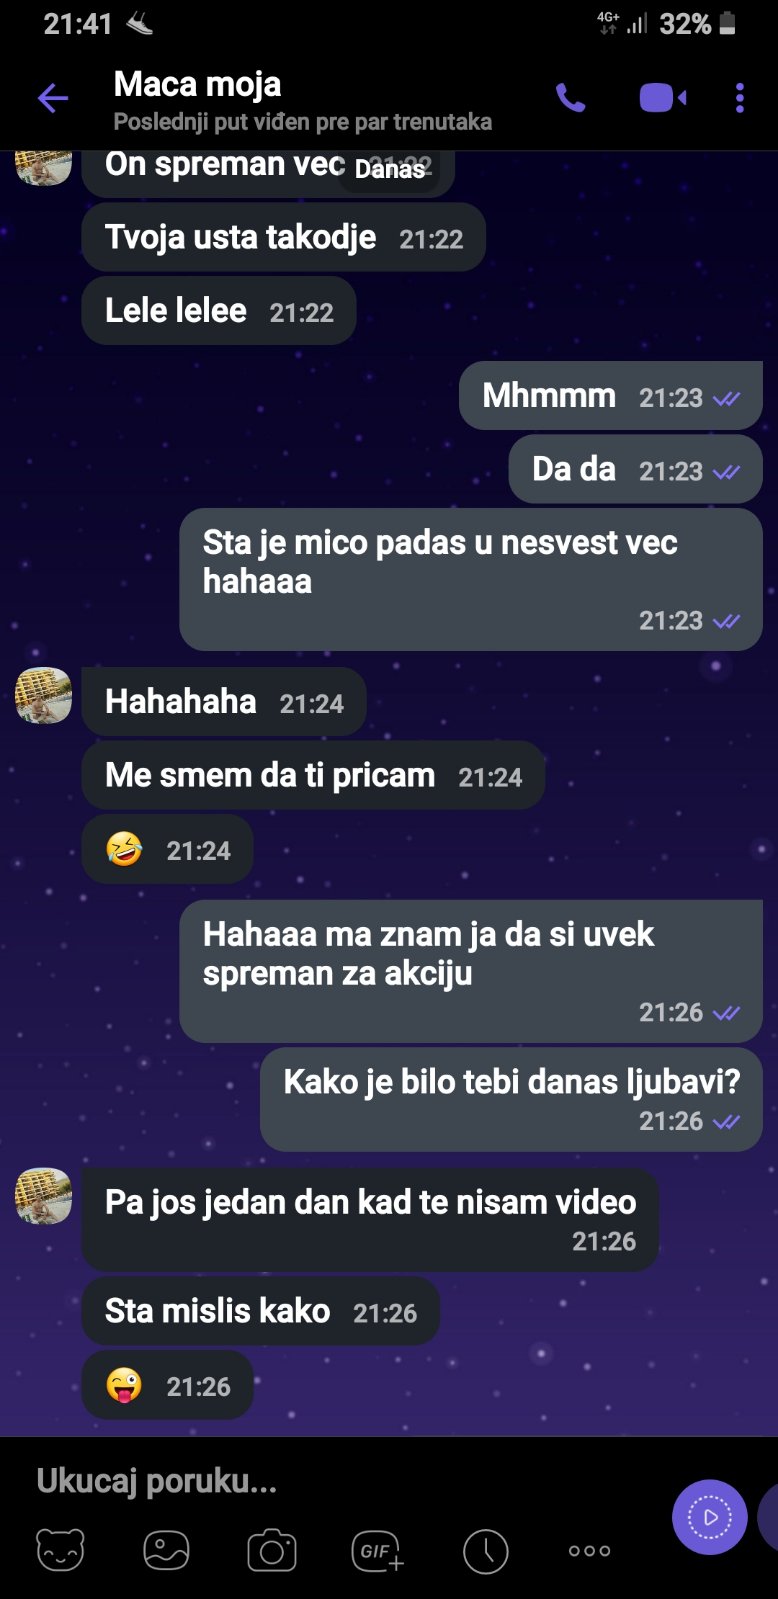 21:41
4G+
32%
Maca moja
Poslednji put viđen pre par trenutaka
On spreman vec 21:22
Danas
Tvoja usta takodje 21:22
Lele lelee 21:22
Mhmmm 21:23
Da da 21:23
Sta je mico padas u nesvest vec
hahaaa
21:23
Hahahaha 21:24
Me smem da ti pricam 21:24
21:24
Hahaaa ma znam ja da si uvek
spreman za akciju
21:26
Kako je bilo tebi danas ljubavi?
21:26
Pa jos jedan dan kad te nisam video
21:26
Sta mislis kako 21:26
21:26
Ukucaj poruku...
GIF